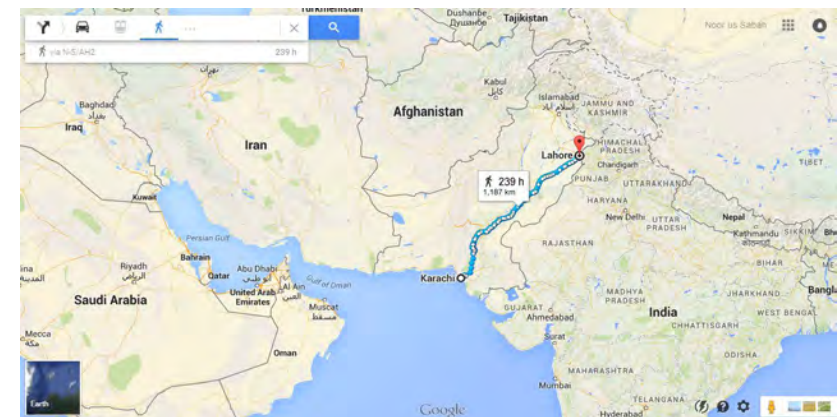 Turkmenistan
Dushanbe
Душанбе
Tajikistan
Noor us Sabah
...
via N-5/AH2
239 h
تهران
Kabul
کابل
Islamabad
اسلام آباد
JAMMU AND
KASHMIR
Afghanistan
Baghdad
بغداد
Iraq
Iran
HIMACHAL
PRADESH
Lahore
Chandigarh
TIBET
239 h
1,187 km
PUNJAB
UTTARAKHAND
HARYANA
Kuwait
New Delhi
UTTAR
PRADESH
Nepal
Kathmandu
SIKKIM
Persian Gulf
RAJASTHAN
Bahrain
BIHAR
Riyadh
الرياض
Qatar
Abu Dhabi
أبو ظبي
Gulf of Oman
Karachi
United Arab
Emirates
Al Ain
العين
Muscat
مسقط
Saudi Arabia
GUJARAT
Ahmedabad
MADHYA
PRADESH
JHARKHAND
India
WEST BENGA
CHHATTISGARH
Surat
Mecca
مكة
Oman
ODISHA
MAHARASHTRA
Mumbai
Earth
Google
TELANGANA
Hyderabad